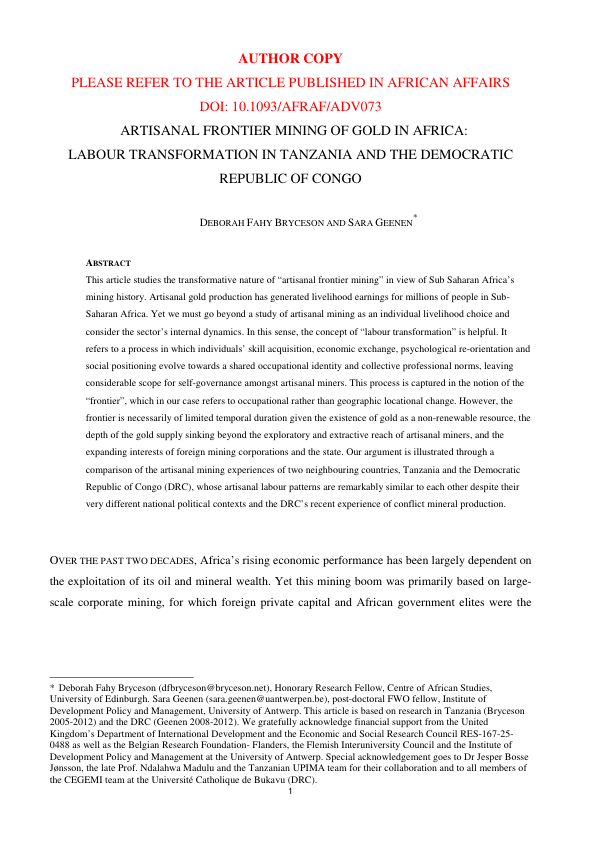 AUTHOR COPY
PLEASE REFER TO THE ARTICLE PUBLISHED IN AFRICAN AFFAIRS
DOI: 10.1093/AFRAF/ADV073
ARTISANAL FRONTIER MINING OF GOLD IN AFRICA:
LABOUR TRANSFORMATION IN TANZANIA AND THE DEMOCRATIC
REPUBLIC OF CONGO
DEBORAH FAHY BRYCESON AND SARA GEENEN*
ABSTRACT
This article studies the transformative nature of “artisanal frontier mining” in view of Sub Saharan Africa’s
mining history. Artisanal gold production has generated livelihood earnings for millions of people in Sub-
Saharan Africa. Yet we must go beyond a study of artisanal mining as an individual livelihood choice and
consider the sector’s internal dynamics. In this sense, the concept of “labour transformation” is helpful. It
refers to a process in which individuals’ skill acquisition, economic exchange, psychological re-orientation and
social positioning evolve towards a shared occupational identity and collective professional norms, leaving
considerable scope for self-governance amongst artisanal miners. This process is captured in the notion of the
“frontier”, which in our case refers to occupational rather than geographic locational change. However, the
frontier is necessarily of limited temporal duration given the existence of gold as a non-renewable resource, the
depth of the gold supply sinking beyond the exploratory and extractive reach of artisanal miners, and the
expanding interests of foreign mining corporations and the state. Our argument is illustrated through a
comparison of the artisanal mining experiences of two neighbouring countries, Tanzania and the Democratic
Republic of Congo (DRC), whose artisanal labour patterns are remarkably similar to each other despite their
very different national political contexts and the DRC’s recent experience of conflict mineral production.
OVER THE PAST TWO DECADES, Africa’s rising economic performance has been largely dependent on
the exploitation of its oil and mineral wealth. Yet this mining boom was primarily based on large-
scale corporate mining, for which foreign private capital and African government elites were the
* Deborah Fahy Bryceson (dfbryceson@bryceson.net), Honorary Research Fellow, Centre of African Studies,
University of Edinburgh. Sara Geenen (sara.geenen@uantwerpen.be), post-doctoral FWO fellow, Institute of
Development Policy and Management, University of Antwerp. This article is based on research in Tanzania (Bryceson
2005-2012) and the DRC (Geenen 2008-2012). We gratefully acknowledge financial support from the United
Kingdom’s Department of International Development and the Economic and Social Research Council RES-167-25-
0488 as well as the Belgian Research Foundation- Flanders, the Flemish Interuniversity Council and the Institute of
Development Policy and Management at the University of Antwerp. Special acknowledgement goes to Dr Jesper Bosse
Jønsson, the late Prof. Ndalahwa Madulu and the Tanzanian UPIMA team for their collaboration and to all members of
the CEGEMI team at the Université Catholique de Bukavu (DRC).
1